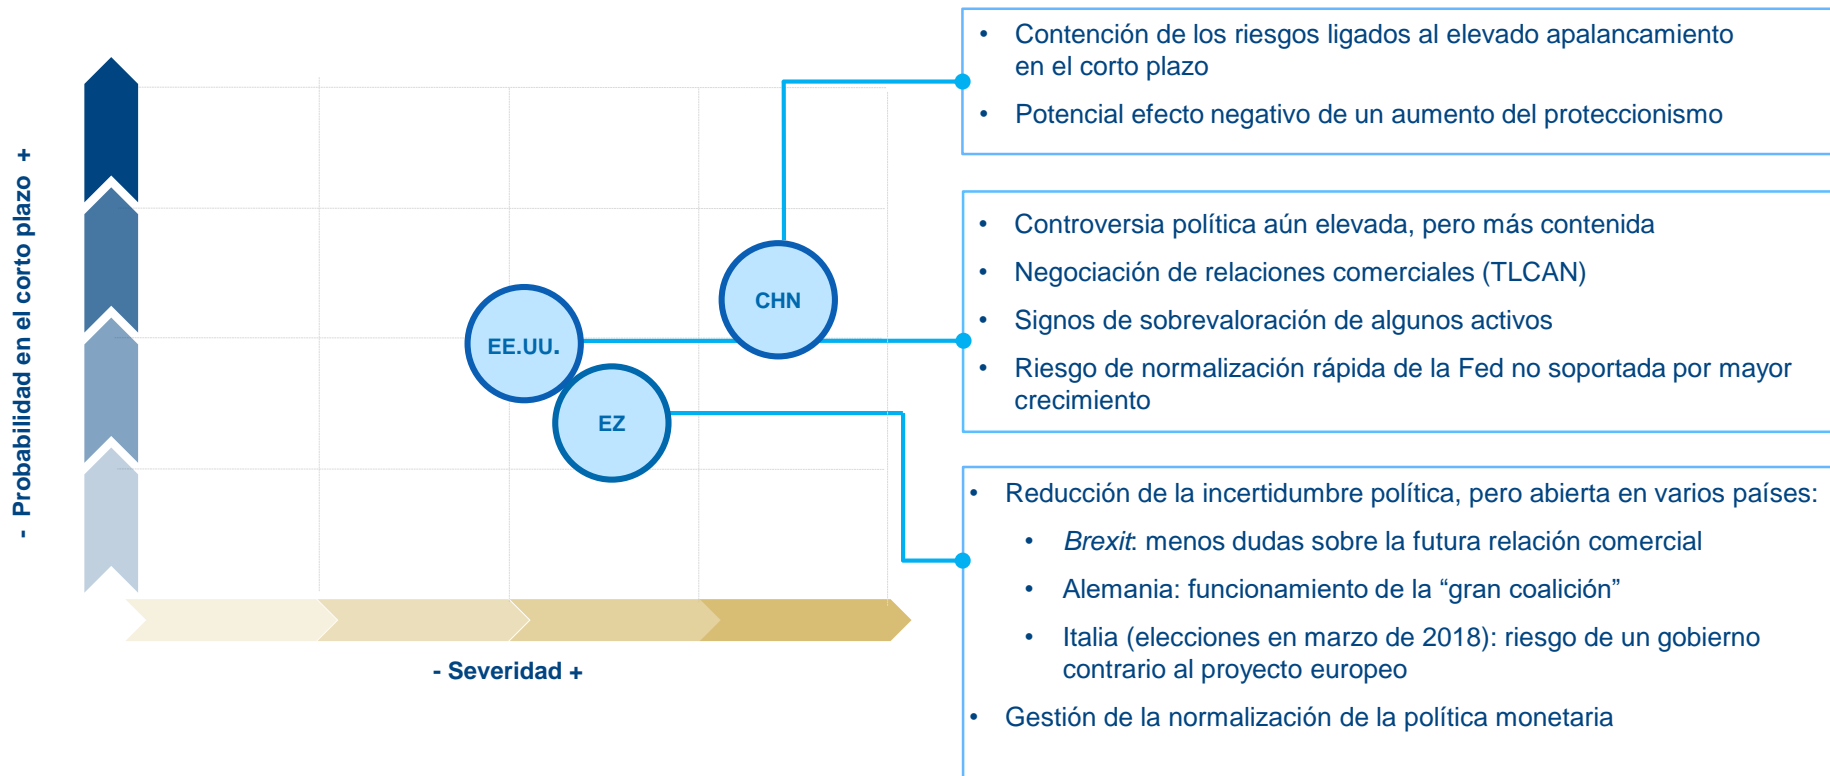 - Probabilidad en el corto plazo +
CHN
EE.UU.
EZ
- Severidad +
• Contención de los riesgos ligados al elevado apalancamiento
en el corto plazo
• Potencial efecto negativo de un aumento del proteccionismo
• Controversia política aún elevada, pero más contenida
• Negociación de relaciones comerciales (TLCAN)
• Signos de sobrevaloración de algunos activos
• Riesgo de normalización rápida de la Fed no soportada por mayor
crecimiento
• Reducción de la incertidumbre política, pero abierta en varios países:
• Brexit: menos dudas sobre la futura relación comercial
• Alemania: funcionamiento de la “gran coalición”
• Italia (elecciones en marzo de 2018): riesgo de un gobierno
contrario al proyecto europeo
• Gestión de la normalización de la política monetaria